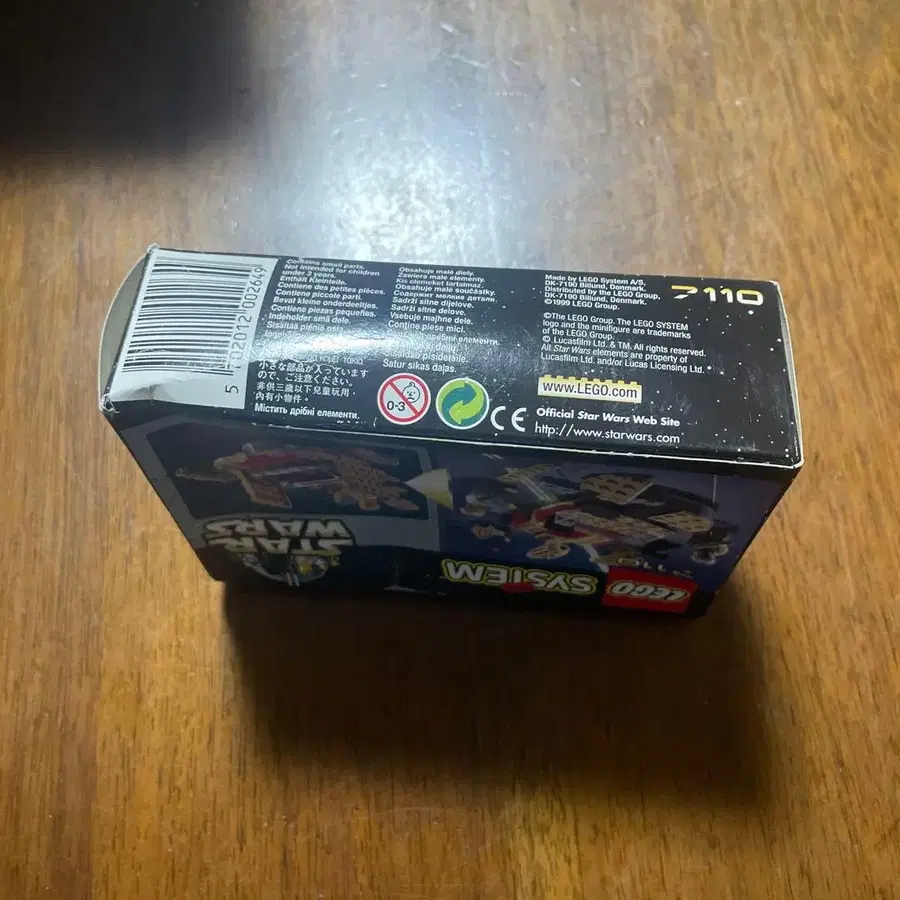 5 702012 002649
Contains small parts.
Not intended for children
under 3 years.
Enthält Kleinteile.
Contient des petites pièces.
Contiene piccole parti.
Bevat kleine onderdeeltjes.
Contiene piezas pequeñas.
Indeholder små dele.
小さな部品が入っています
ので、ご注意ください。
非供三歲以下兒童玩用，
內有小物件。
Містить дрібні елементи.
Obsahuje malé díly.
Zawiera małe elementy.
Kis elemeket tartalmaz.
Obsahuje malé súčiastky.
Содержит мелкие детали.
Sadrži sitne dijelove.
Sadrži sitne delove.
Vsebuje majhne dele.
Conține piese mici.
Satur sīkas daļas.
0-3
CE
Made by LEGO System A/S,
DK-7190 Billund, Denmark.
Distributed by the LEGO Group,
DK-7190 Billund, Denmark.
©1999 LEGO Group.
©The LEGO Group. The LEGO SYSTEM
logo and the minifigure are trademarks
of the LEGO Group.
© Lucasfilm Ltd. & TM. All rights reserved.
All Star Wars elements are property of
Lucasfilm Ltd. and/or Lucas Licensing Ltd.
www.LEGO.com
Official Star Wars Web Site
http://www.starwars.com
7110
LEGO SYSTEM
7110
STAR
WARS